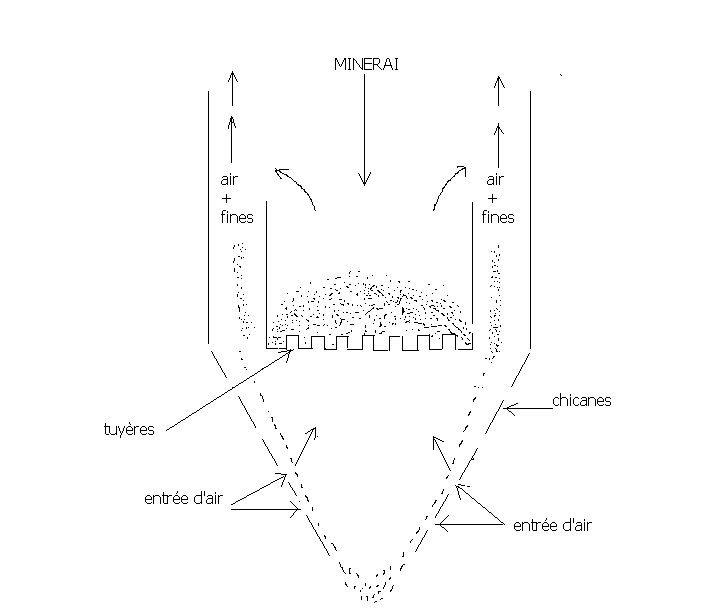 MINERAI
air
+
fines
air
+
fines
chicanes
tuyères
entrée d'air
entrée d'air